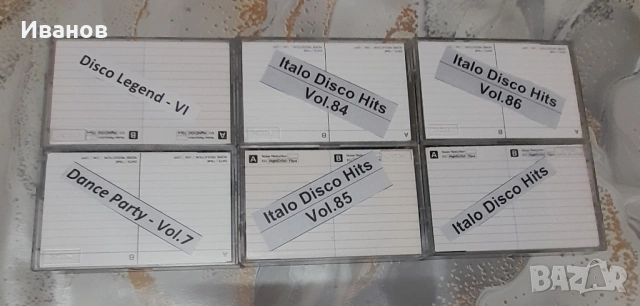 Иванов
Disco Legend - VI
B
A
Italo Disco Hits
Vol.84
B
A
Italo Disco Hits
Vol.86
B
A
Dance Party - Vol.7
B
A
B
Italo Disco Hits
Vol.85
A
B
Italo Disco Hits
BAZAR